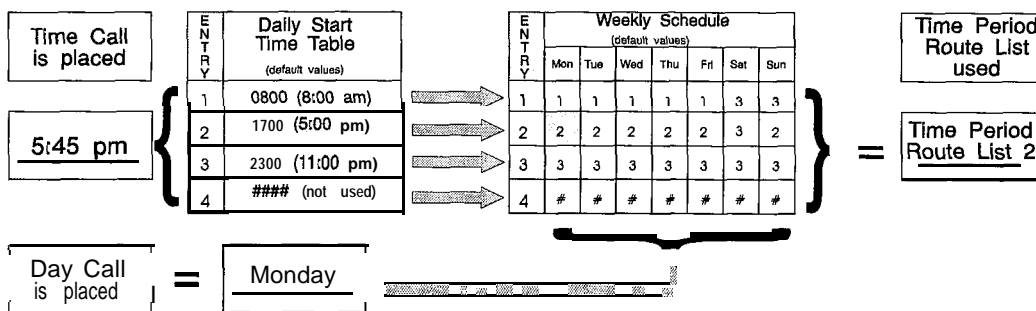 Time Call
is placed
5:45 pm
ENTRY
Daily Start
Time Table
(default values)
1 0800 (8:00 am)
2 1700 (5:00 pm)
3 2300 (11:00 pm)
4 #### (not used)
ENTRY
Weekly Schedule
(default values)
Mon Tue Wed Thu Fri Sat Sun
1 1 1 1 1 1 3 3
2 2 2 2 2 2 3 2
3 3 3 3 3 3 3 3
4 # # # # # # #
=
Time Period
Route List
used
Time Period
Route List 2
Day Call
is placed
=
Monday